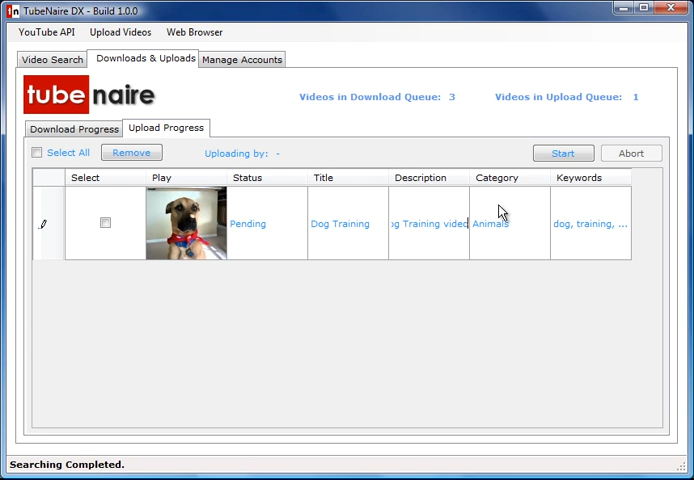 tn TubeNaire DX - Build 1.0.0
YouTube API Upload Videos Web Browser
Video Search Downloads & Uploads Manage Accounts
tube naire
Videos in Download Queue: 3 Videos in Upload Queue: 1
Download Progress Upload Progress
Select All Remove Uploading by: - Start Abort
Select Play Status Title Description Category Keywords
Pending Dog Training og Training video Animals dog, training, ...
Searching Completed.